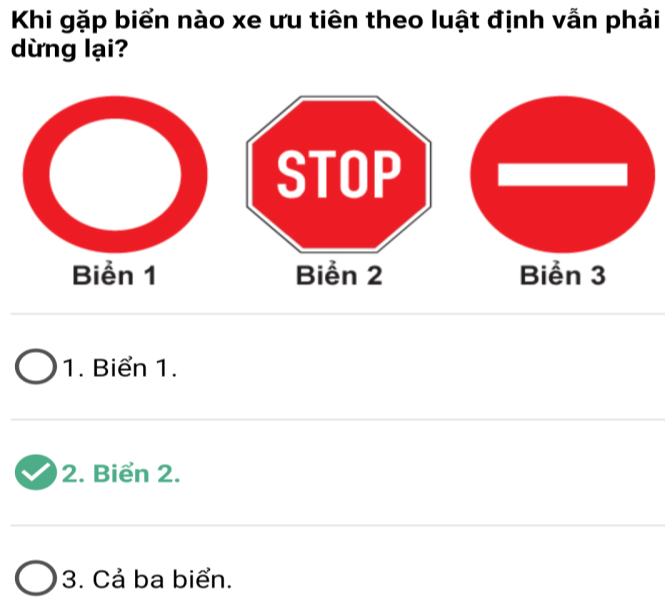 Khi gặp biển nào xe ưu tiên theo luật định vẫn phải
dừng lại?
STOP
Biển 1
Biển 2
Biển 3
1. Biển 1.
2. Biển 2.
3. Cả ba biển.